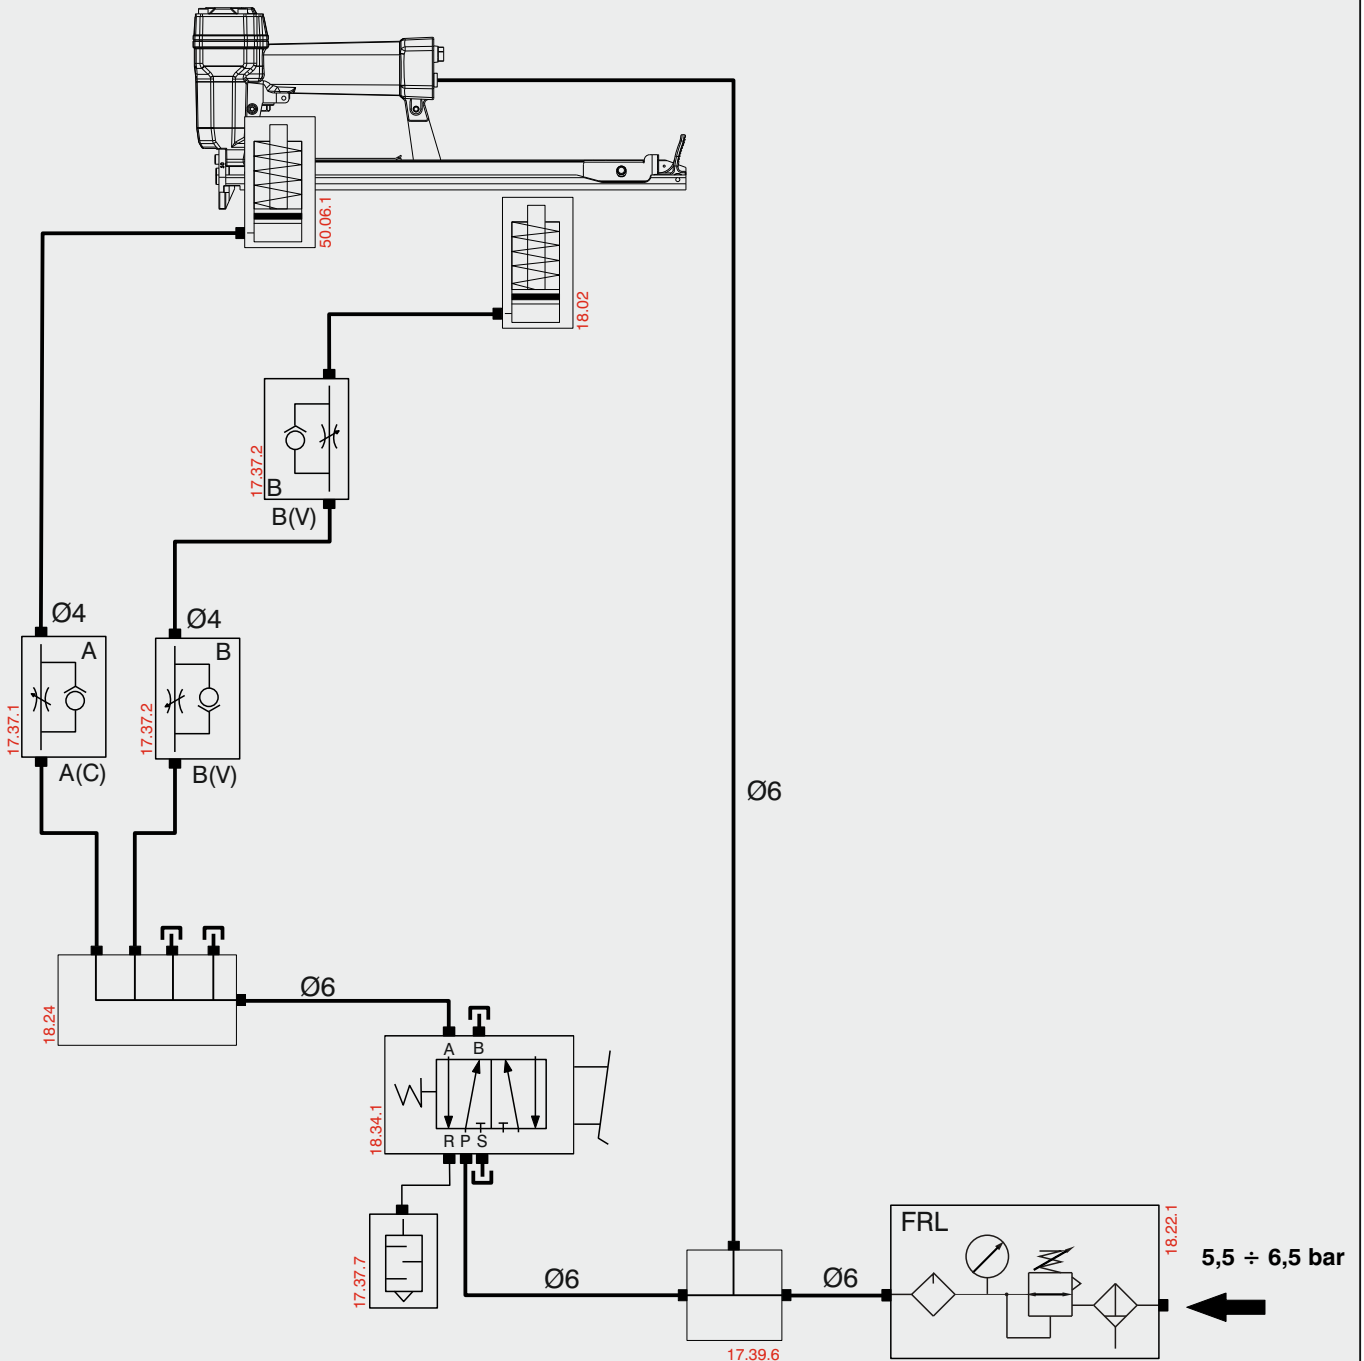 50.06.1
18.02
17.37.2
B
B(V)
Ø4
Ø4
A
B
17.37.1
17.37.2
A(C)
B(V)
Ø6
Ø6
18.24
A B
18.34.1
R P S
17.37.7
Ø6
Ø6
17.39.6
FRL
18.22.1
5,5 ÷ 6,5 bar